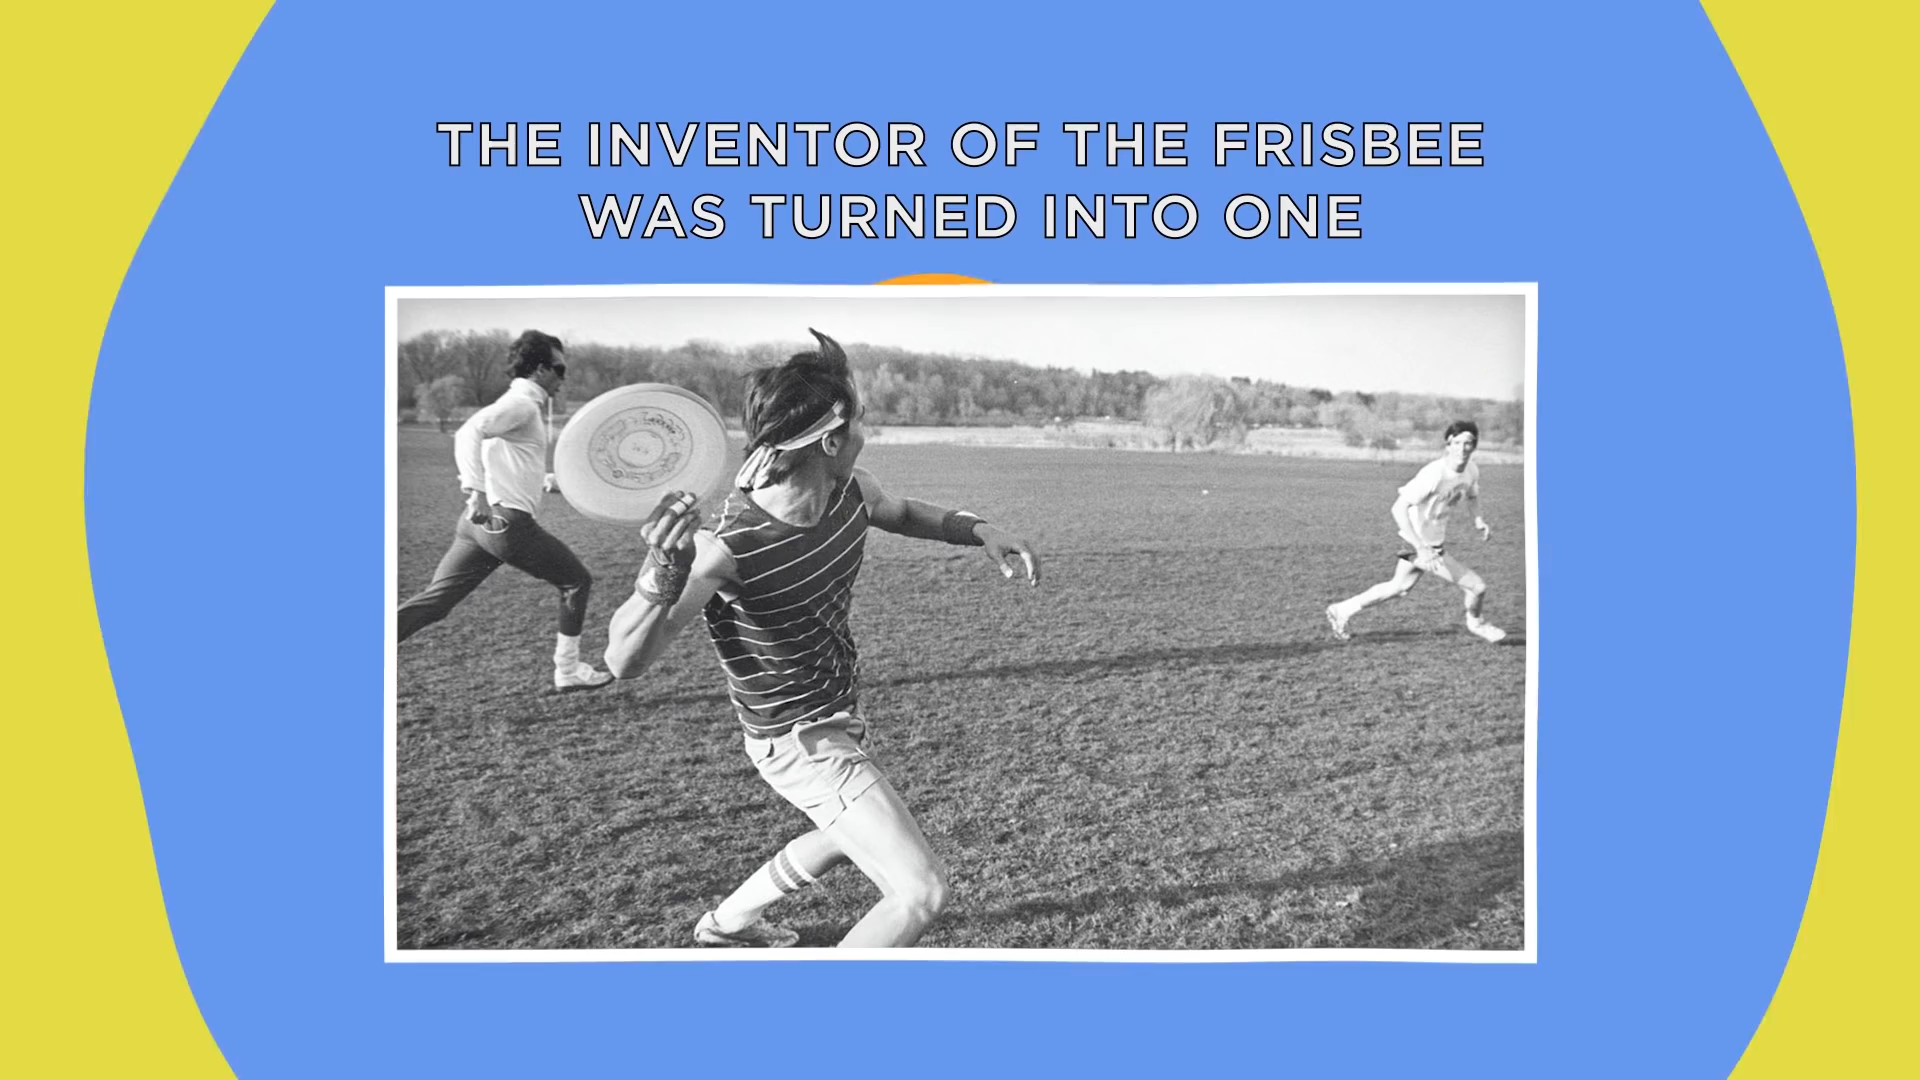 THE INVENTOR OF THE FRISBEE
WAS TURNED INTO ONE